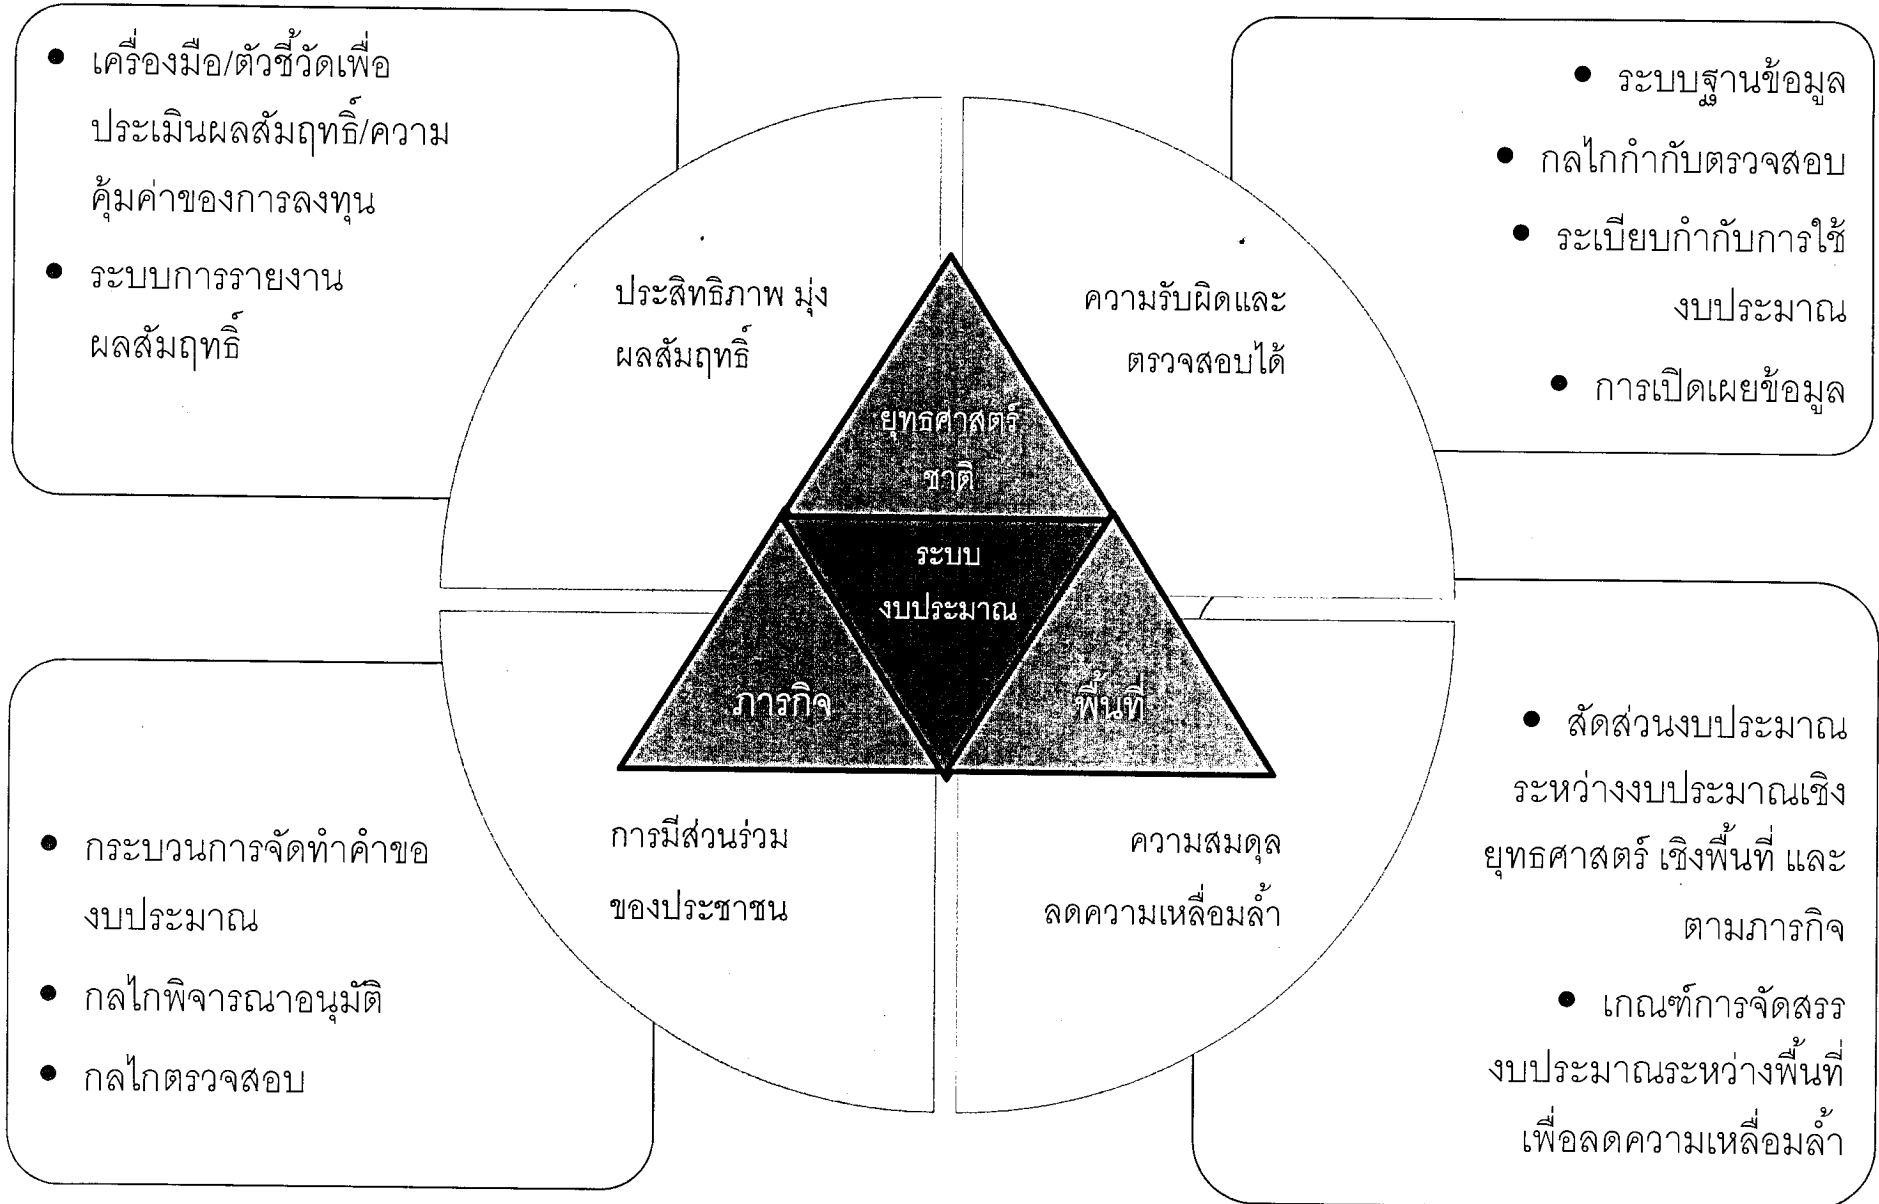 ● เครื่องมือ/ตัวชี้วัดเพื่อ
ประเมินผลสัมฤทธิ์/ความ
คุ้มค่าของการลงทุน
● ระบบการรายงาน
ผลสัมฤทธิ์
● ระบบฐานข้อมูล
● กลไกกำกับตรวจสอบ
● ระเบียบกำกับการใช้
งบประมาณ
● การเปิดเผยข้อมูล
ประสิทธิภาพ มุ่ง
ผลสัมฤทธิ์
ความรับผิดและ
ตรวจสอบได้
ยุทธศาสตร์
ชาติ
ระบบ
งบประมาณ
ภารกิจ
พื้นที่
การมีส่วนร่วม
ของประชาชน
ความสมดุล
ลดความเหลื่อมล้ำ
● กระบวนการจัดทำคำขอ
งบประมาณ
● กลไกพิจารณาอนุมัติ
● กลไกตรวจสอบ
● สัดส่วนงบประมาณ
ระหว่างงบประมาณเชิง
ยุทธศาสตร์ เชิงพื้นที่ และ
ตามภารกิจ
● เกณฑ์การจัดสรร
งบประมาณระหว่างพื้นที่
เพื่อลดความเหลื่อมล้ำ